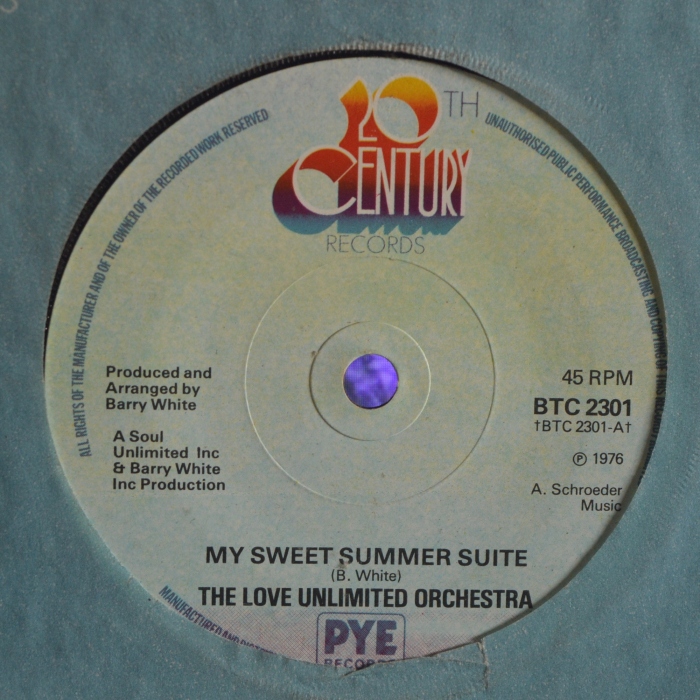 20TH
CENTURY
RECORDS
ALL RIGHTS OF THE MANUFACTURER AND OF THE OWNER OF THE RECORDED WORK RESERVED
UNAUTHORISED PUBLIC PERFORMANCE BROADCASTING AND COPYING OF THIS
Produced and
Arranged by
Barry White
A Soul
Unlimited Inc
& Barry White
Inc Production
45 RPM
BTC 2301
†BTC 2301-A†
℗ 1976
A. Schroeder
Music
MY SWEET SUMMER SUITE
(B. White)
THE LOVE UNLIMITED ORCHESTRA
MANUFACTURED AND
PYE
RECORDS